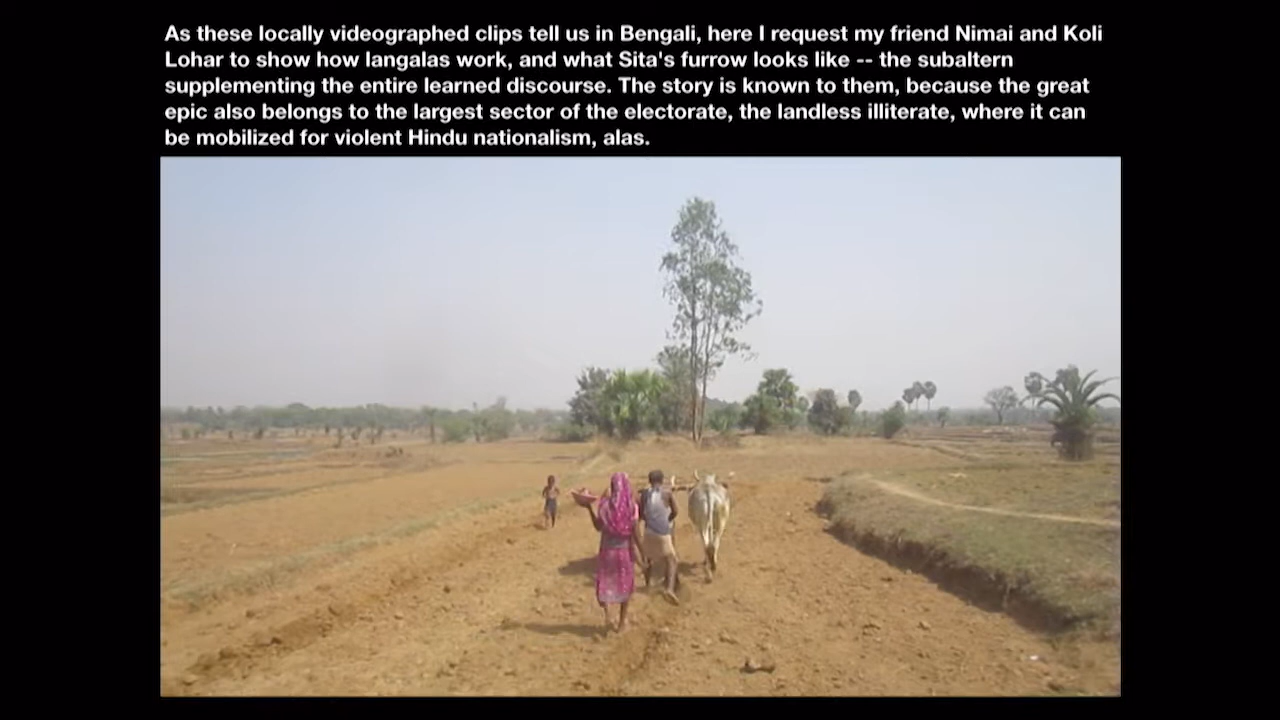 As these locally videographed clips tell us in Bengali, here I request my friend Nimai and Koli
Lohar to show how langalas work, and what Sita's furrow looks like -- the subaltern
supplementing the entire learned discourse. The story is known to them, because the great
epic also belongs to the largest sector of the electorate, the landless illiterate, where it can
be mobilized for violent Hindu nationalism, alas.